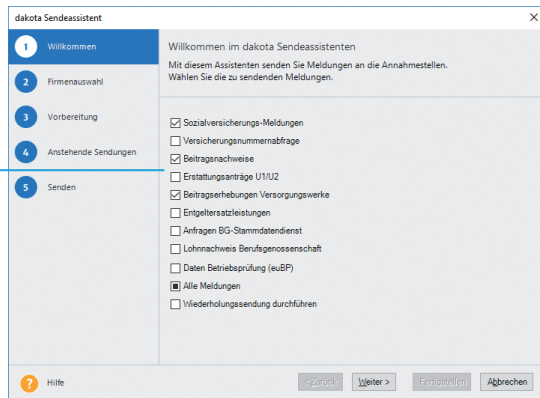 dakota Sendeassistent
1 Willkommen
2 Firmenauswahl
3 Vorbereitung
4 Anstehende Sendungen
5 Senden
Willkommen im dakota Sendeassistenten
Mit diesem Assistenten senden Sie Meldungen an die Annahmestellen.
Wählen Sie die zu sendenden Meldungen.
Sozialversicherungs-Meldungen
Versicherungsnummernabfrage
Beitragsnachweise
Erstattungsanträge U1/U2
Beitragserhebungen Versorgungswerke
Entgeltersatzleistungen
Anfragen BG-Stammdatendienst
Lohnnachweis Berufsgenossenschaft
Daten Betriebsprüfung (euBP)
Alle Meldungen
Wiederholungssendung durchführen
? Hilfe
< Zurück
Weiter >
Fertigstellen
Abbrechen